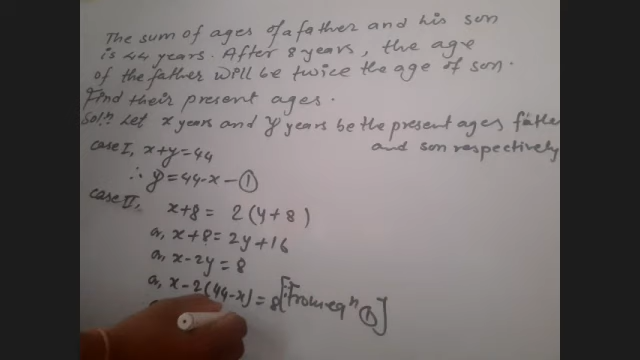 The sum of ages of a father and his son
is 44 years. After 8 years, the age
of the father will be twice the age of son.
Find their present ages.
Solⁿ: Let x years and y years be the present ages father
and son respectively
case I, x+y=44
∴ y=44-x-①
case II,
x+8= 2(y+8)
or, x+8=2y+16
or, x-2y=8
or, x-2(44-x)=8[From eqⁿ ①]